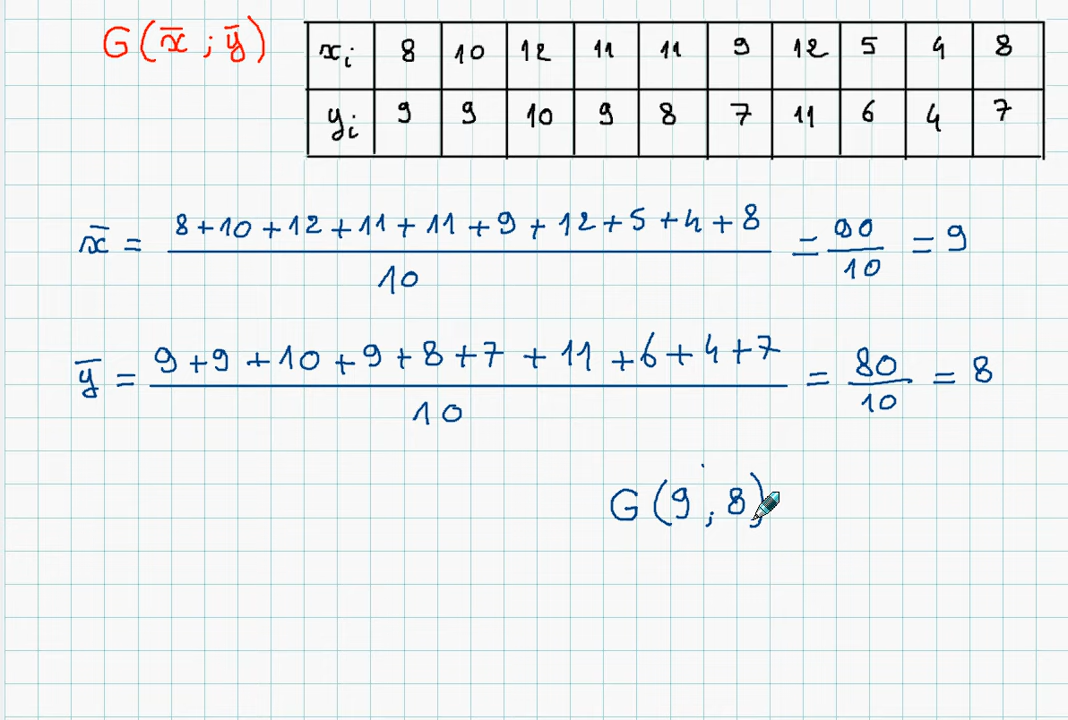 G(x̄ ; ȳ)
xi 8 10 12 11 11 9 12 5 4 8
yi 9 9 10 9 8 7 11 6 4 7
x̄ = (8+10+12+11+11+9+12+5+4+8)/10 = 90/10 = 9
ȳ = (9+9+10+9+8+7+11+6+4+7)/10 = 80/10 = 8
G(9 ; 8)